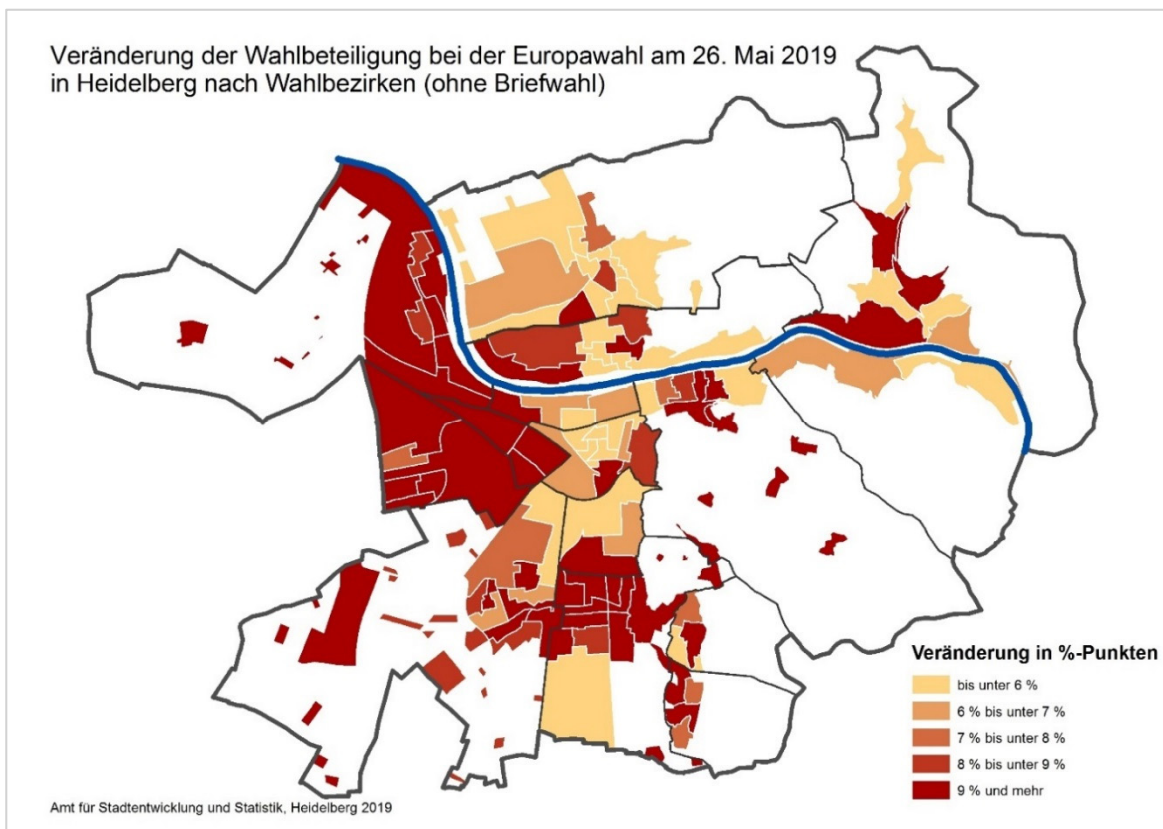 Veränderung der Wahlbeteiligung bei der Europawahl am 26. Mai 2019
in Heidelberg nach Wahlbezirken (ohne Briefwahl)
Veränderung in %-Punkten
bis unter 6 %
6 % bis unter 7 %
7 % bis unter 8 %
8 % bis unter 9 %
9 % und mehr
Amt für Stadtentwicklung und Statistik, Heidelberg 2019